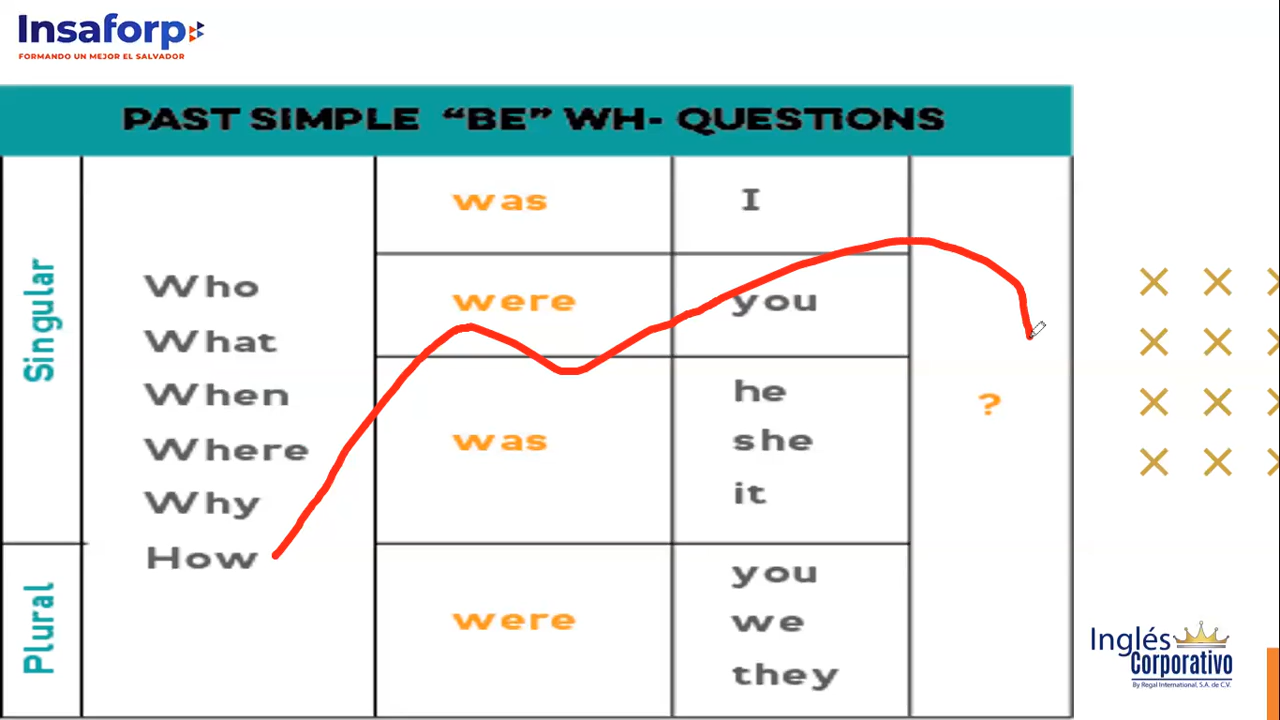 Insaforp
FORMANDO UN MEJOR EL SALVADOR
PAST SIMPLE “BE” WH- QUESTIONS
Singular
Who
What
When
Where
Why
How
was
I
were
you
was
he
she
it
?
Plural
were
you
we
they
Inglés
Corporativo
By Regal International, S.A. de C.V.